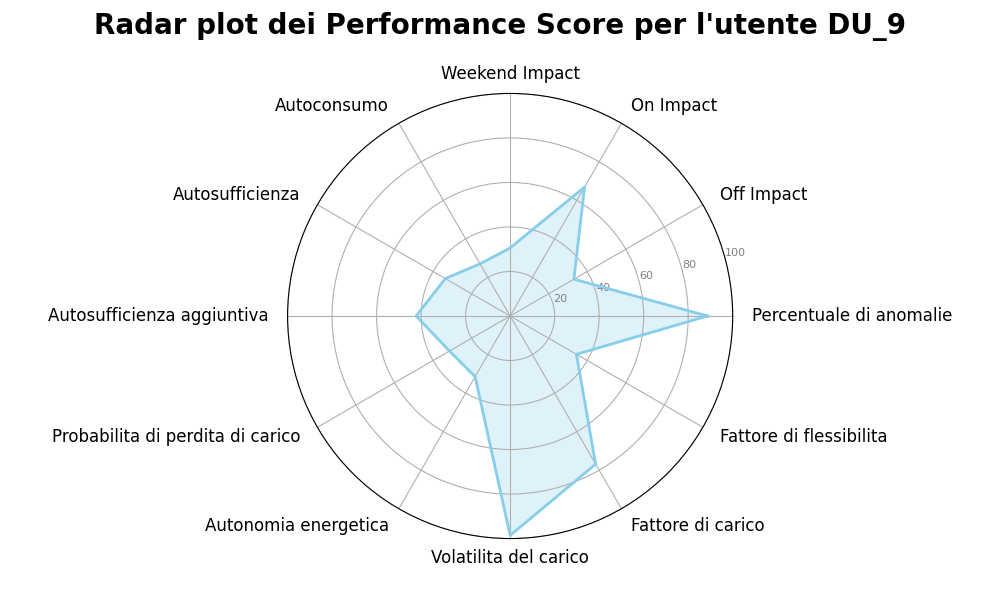 Radar plot dei Performance Score per l'utente DU_9
Weekend Impact
Autoconsumo
On Impact
Autosufficienza
Off Impact
100
80
60
40
20
Autosufficienza aggiuntiva
Percentuale di anomalie
Probabilita di perdita di carico
Fattore di flessibilita
Autonomia energetica
Fattore di carico
Volatilita del carico